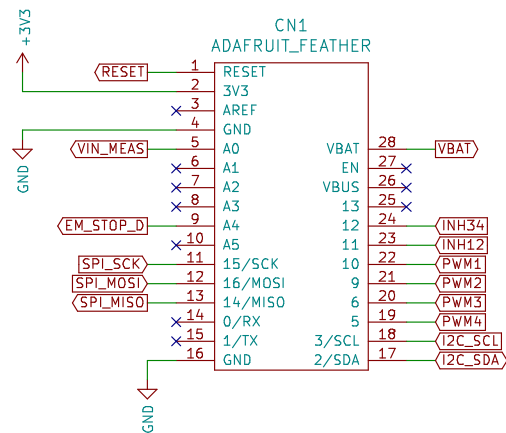 CN1
ADAFRUIT_FEATHER
+3V3
RESET 1 RESET
2 3V3
3 AREF
4 GND
GND
VIN_MEAS 5 A0
VBAT 28 VBAT
6 A1
EN 27
7 A2
VBUS 26
8 A3
13 25
EM_STOP_D 9 A4
12 24 INH34
10 A5
11 23 INH12
SPI_SCK 11 15/SCK
10 22 PWM1
SPI_MOSI 12 16/MOSI
9 21 PWM2
SPI_MISO 13 14/MISO
6 20 PWM3
14 0/RX
5 19 PWM4
15 1/TX
3/SCL 18 I2C_SCL
16 GND
2/SDA 17 I2C_SDA
GND